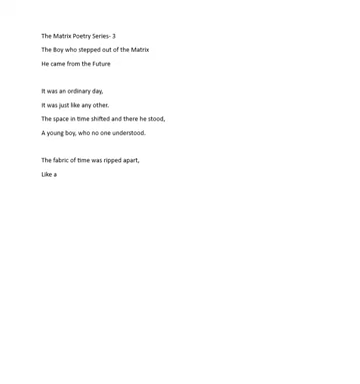 The Matrix Poetry Series- 3
The Boy who stepped out of the Matrix
He came from the Future
It was an ordinary day,
It was just like any other.
The space in time shifted and there he stood,
A young boy, who no one understood.
The fabric of time was ripped apart,
Like a